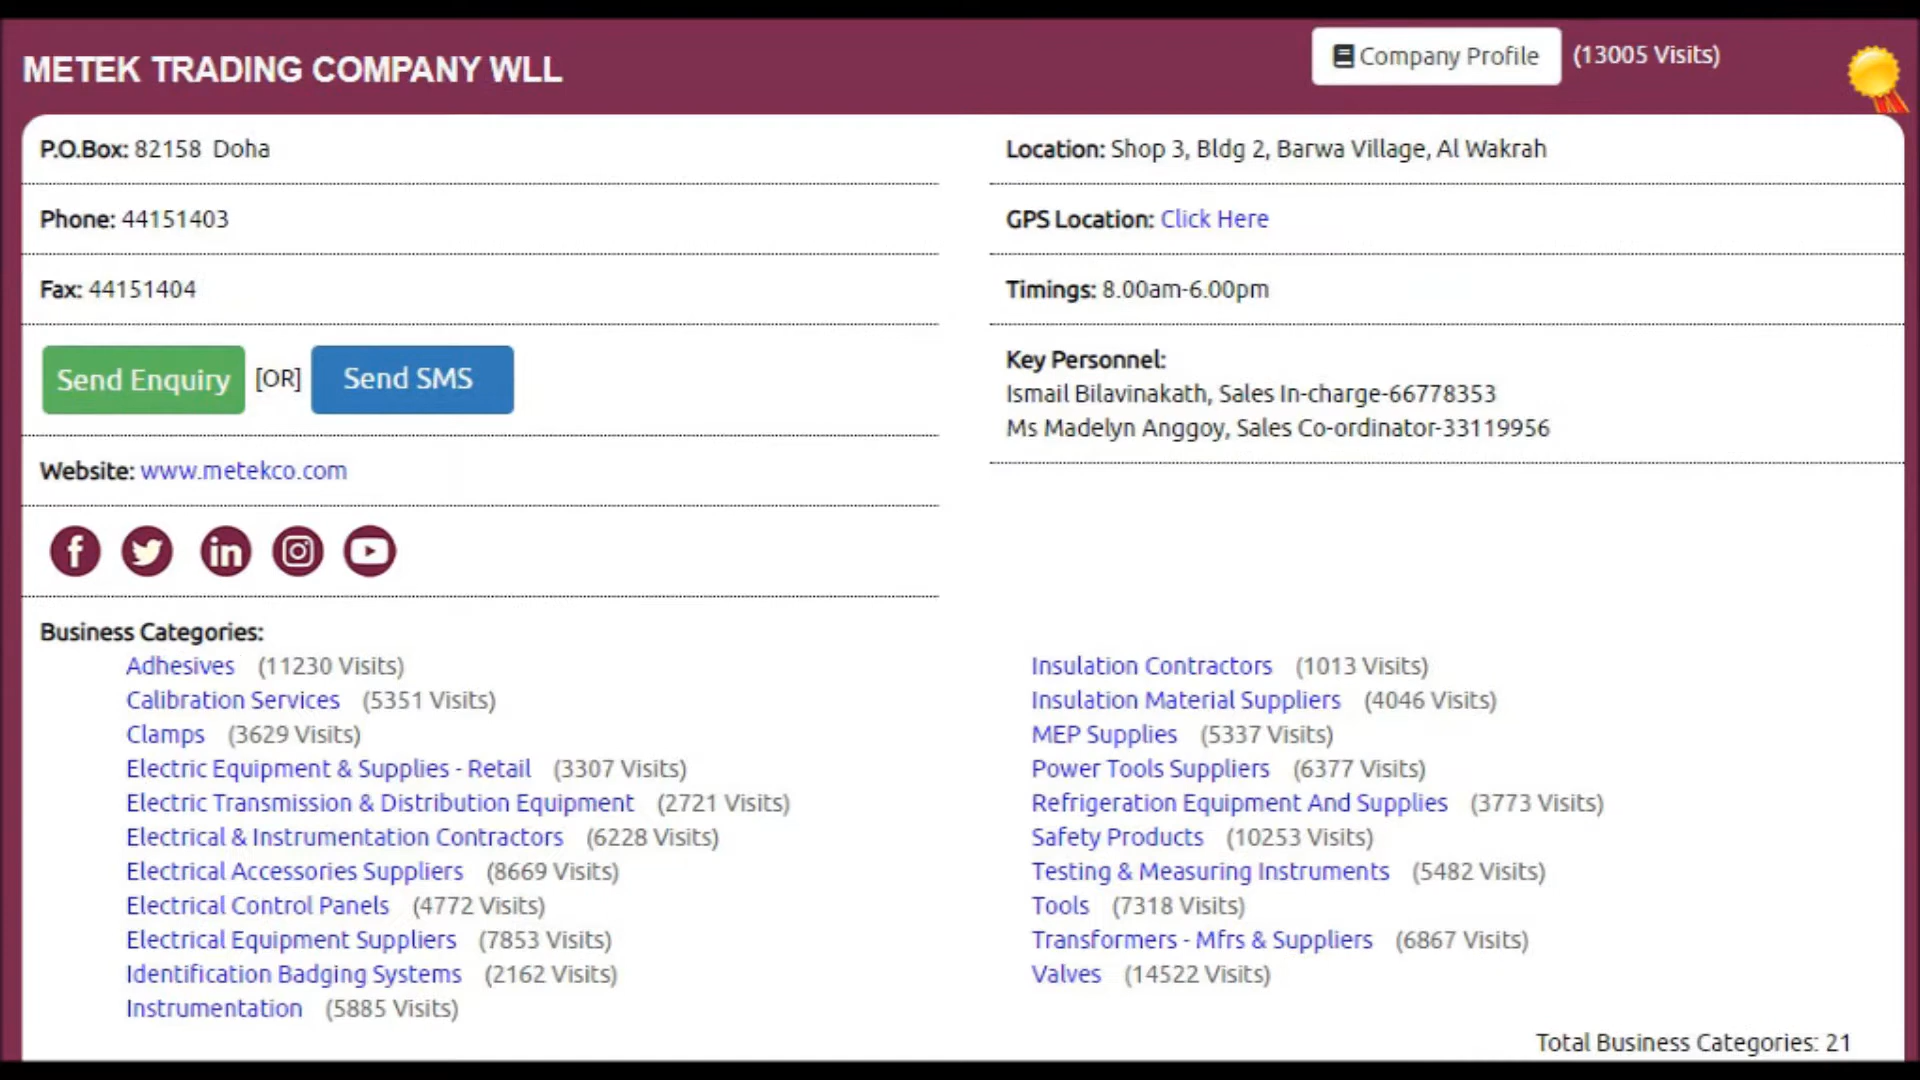 METEK TRADING COMPANY WLL
Company Profile (13005 Visits)
P.O.Box: 82158 Doha
Phone: 44151403
Fax: 44151404
Send Enquiry [OR] Send SMS
Website: www.metekco.com
Location: Shop 3, Bldg 2, Barwa Village, Al Wakrah
GPS Location: Click Here
Timings: 8.00am-6.00pm
Key Personnel:
Ismail Bilavinakath, Sales In-charge-66778353
Ms Madelyn Anggoy, Sales Co-ordinator-33119956
Business Categories:
Adhesives (11230 Visits)
Calibration Services (5351 Visits)
Clamps (3629 Visits)
Electric Equipment & Supplies - Retail (3307 Visits)
Electric Transmission & Distribution Equipment (2721 Visits)
Electrical & Instrumentation Contractors (6228 Visits)
Electrical Accessories Suppliers (8669 Visits)
Electrical Control Panels (4772 Visits)
Electrical Equipment Suppliers (7853 Visits)
Identification Badging Systems (2162 Visits)
Instrumentation (5885 Visits)
Insulation Contractors (1013 Visits)
Insulation Material Suppliers (4046 Visits)
MEP Supplies (5337 Visits)
Power Tools Suppliers (6377 Visits)
Refrigeration Equipment And Supplies (3773 Visits)
Safety Products (10253 Visits)
Testing & Measuring Instruments (5482 Visits)
Tools (7318 Visits)
Transformers - Mfrs & Suppliers (6867 Visits)
Valves (14522 Visits)
Total Business Categories: 21